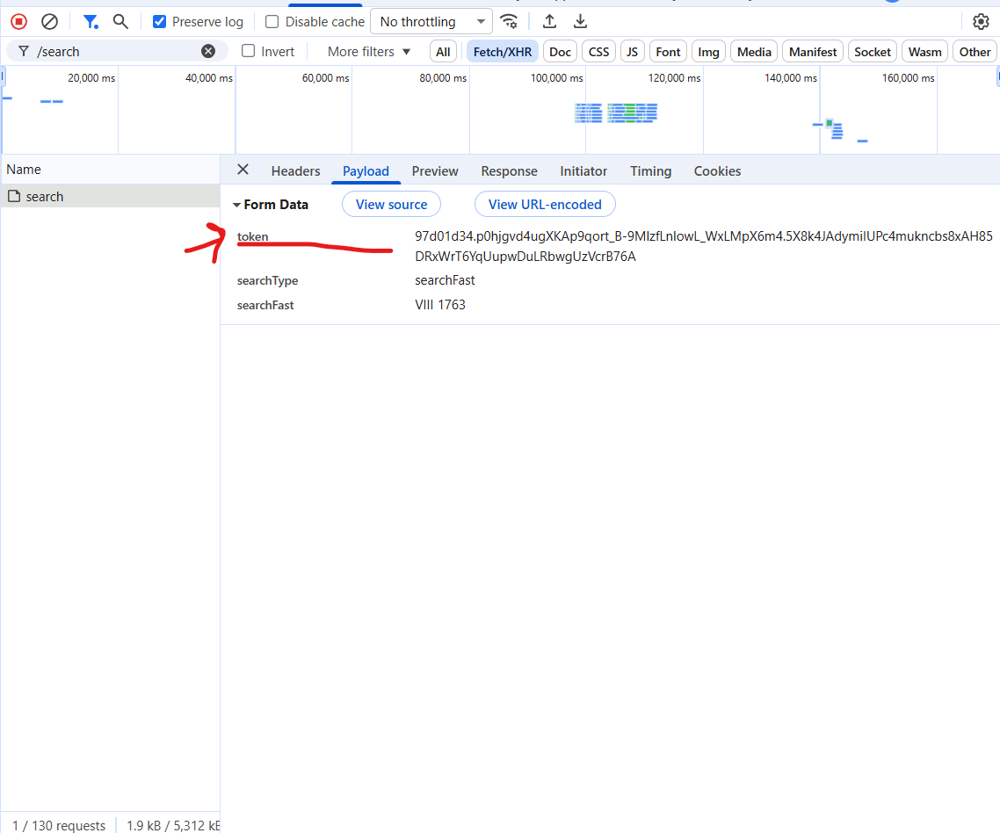 Preserve log
Disable cache
No throttling
/search
Invert
More filters
All
Fetch/XHR
Doc
CSS
JS
Font
Img
Media
Manifest
Socket
Wasm
Other
20,000 ms
40,000 ms
60,000 ms
80,000 ms
100,000 ms
120,000 ms
140,000 ms
160,000 ms
Name
Headers
Payload
Preview
Response
Initiator
Timing
Cookies
search
Form Data
View source
View URL-encoded
token
97d01d34.p0hjgvd4ugXKAp9qort_B-9MIzfLnIowL_WxLMpX6m4.5X8k4JAdymiIUPc4mukncbs8xAH85
DRxWrT6YqUupwDuLRbwgUzVcrB76A
searchType
searchFast
searchFast
VIII 1763
1 / 130 requests
1.9 kB / 5,312 kE